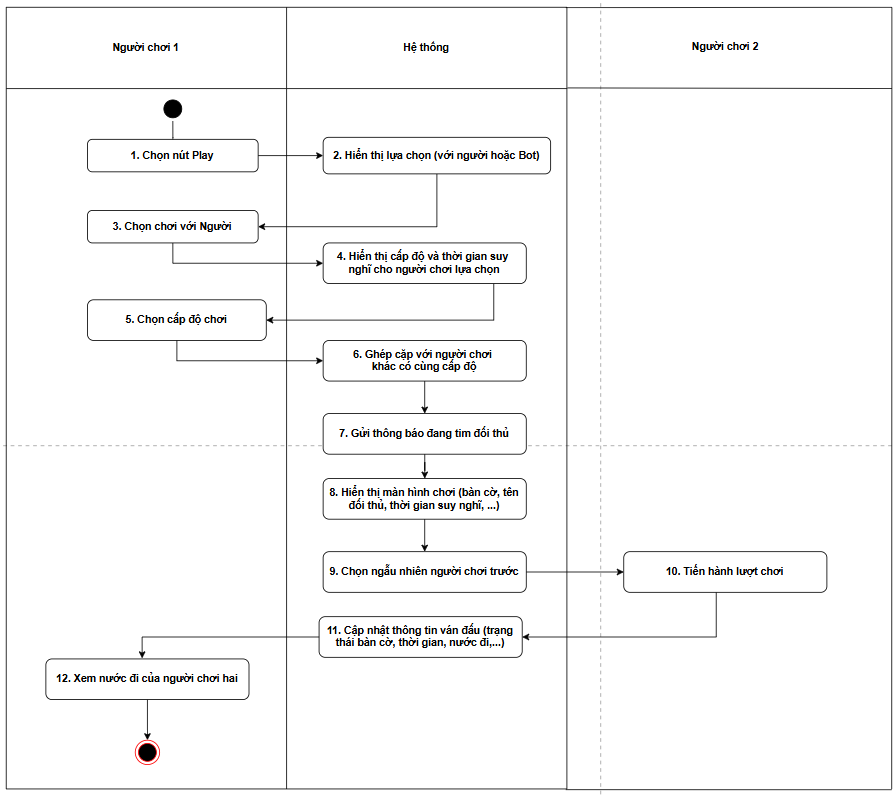 Người chơi 1
Hệ thống
Người chơi 2
1. Chọn nút Play
2. Hiển thị lựa chọn (với người hoặc Bot)
3. Chọn chơi với Người
4. Hiển thị cấp độ và thời gian suy
nghĩ cho người chơi lựa chọn
5. Chọn cấp độ chơi
6. Ghép cặp với người chơi
khác có cùng cấp độ
7. Gửi thông báo đang tìm đối thủ
8. Hiển thị màn hình chơi (bàn cờ, tên
đối thủ, thời gian suy nghĩ, ...)
9. Chọn ngẫu nhiên người chơi trước
10. Tiến hành lượt chơi
11. Cập nhật thông tin ván đấu (trạng
thái bàn cờ, thời gian, nước đi,...)
12. Xem nước đi của người chơi hai